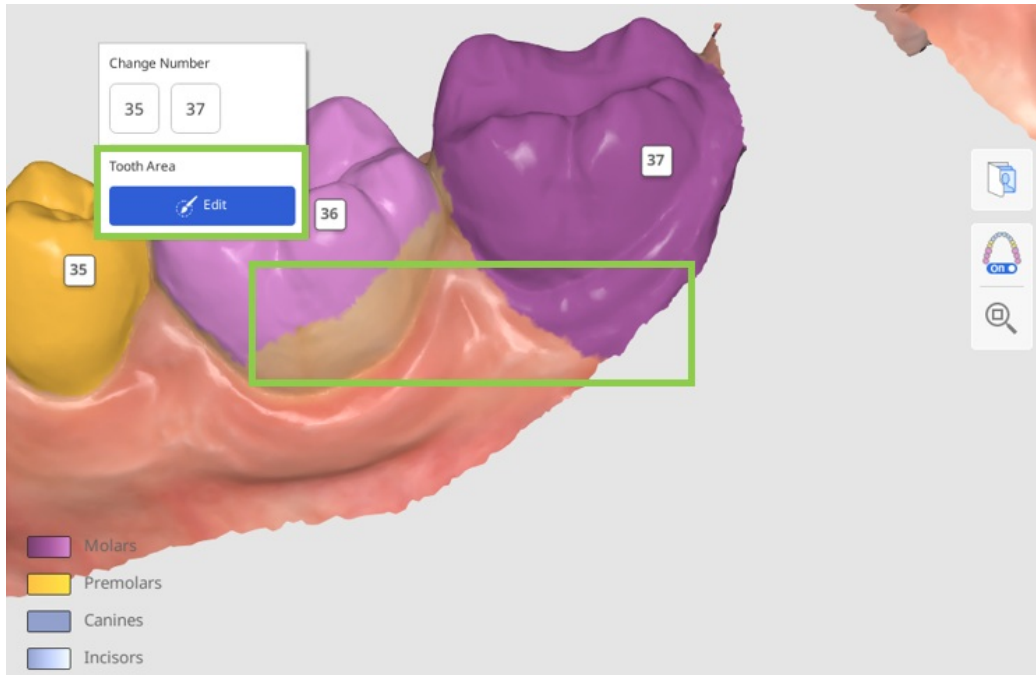 Change Number
35 37
Tooth Area
Edit
36
37
35
On
Molars
Premolars
Canines
Incisors